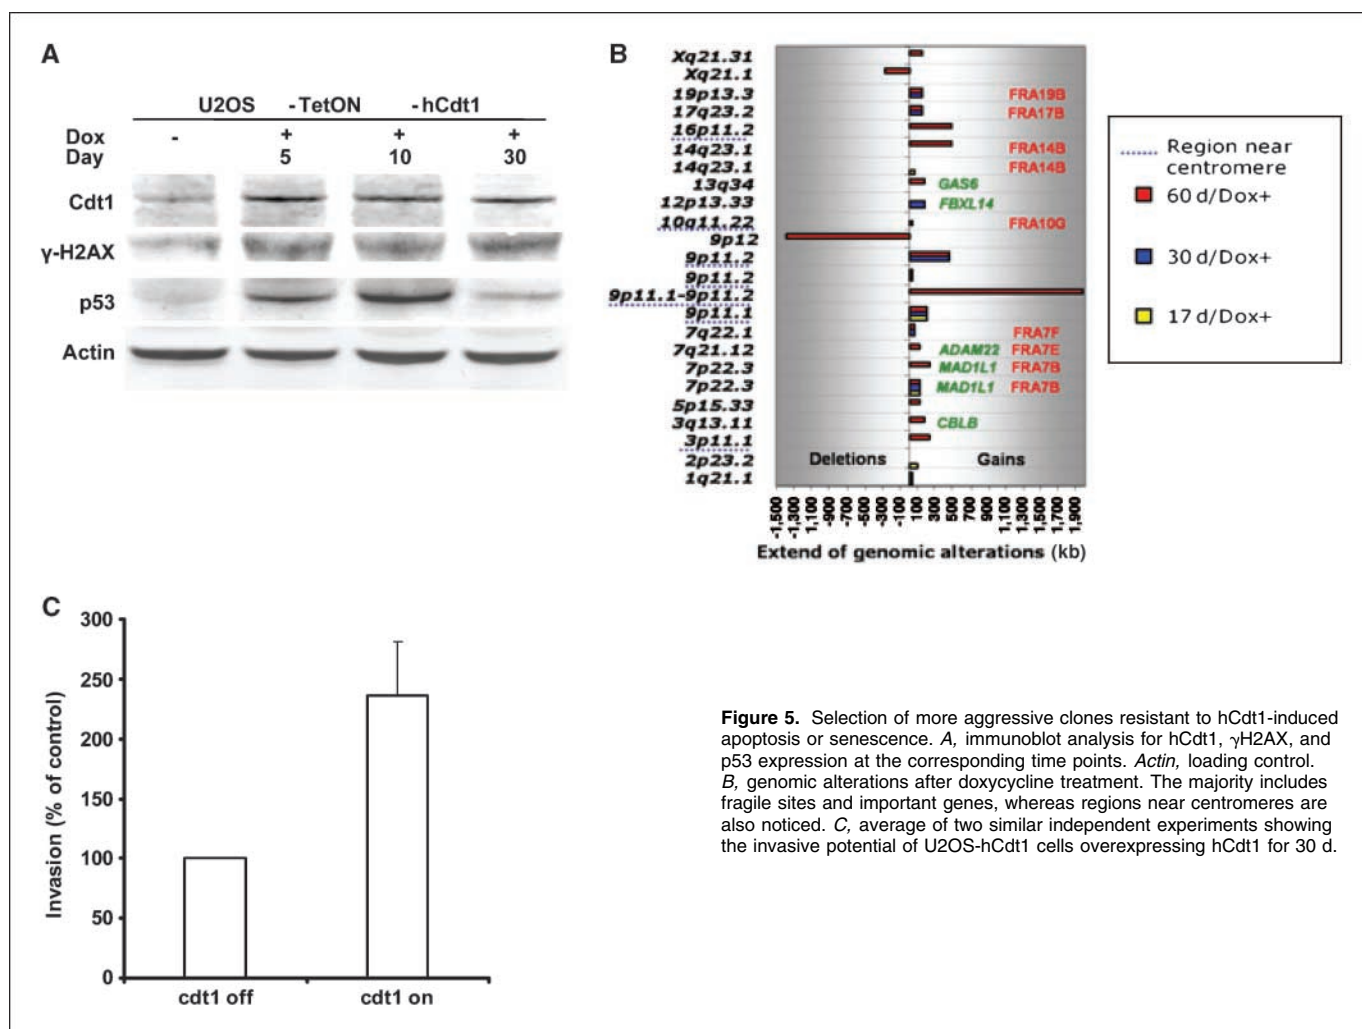 A
U2OS -TetON -hCdt1
Dox - + + +
Day 5 10 30
Cdt1
γ-H2AX
p53
Actin
B
Xq21.31
Xq21.1
19p13.3 FRA19B
17q23.2 FRA17B
16p11.2
14q23.1 FRA14B
14q23.1 FRA14B
13q34 GAS6
12p13.33 FBXL14
10q11.22 FRA10G
9p12
9p11.2
9p11.2
9p11.1-9p11.2
9p11.1
7q22.1 FRA7F
7q21.12 ADAM22 FRA7E
7p22.3 MAD1L1 FRA7B
7p22.3 MAD1L1 FRA7B
5p15.33
3q13.11 CBLB
3p11.1
2p23.2 Deletions Gains
1q21.1
-1,500 -1,300 -1,100 -900 -700 -500 -300 -100 100 300 500 700 900 1,100 1,300 1,500 1,700 1,900
Extend of genomic alterations (kb)
Region near
centromere
60 d/Dox+
30 d/Dox+
17 d/Dox+
C
Invasion (% of control)
300
250
200
150
100
50
0
cdt1 off cdt1 on
Figure 5. Selection of more aggressive clones resistant to hCdt1-induced
apoptosis or senescence. A, immunoblot analysis for hCdt1, γH2AX, and
p53 expression at the corresponding time points. Actin, loading control.
B, genomic alterations after doxycycline treatment. The majority includes
fragile sites and important genes, whereas regions near centromeres are
also noticed. C, average of two similar independent experiments showing
the invasive potential of U2OS-hCdt1 cells overexpressing hCdt1 for 30 d.